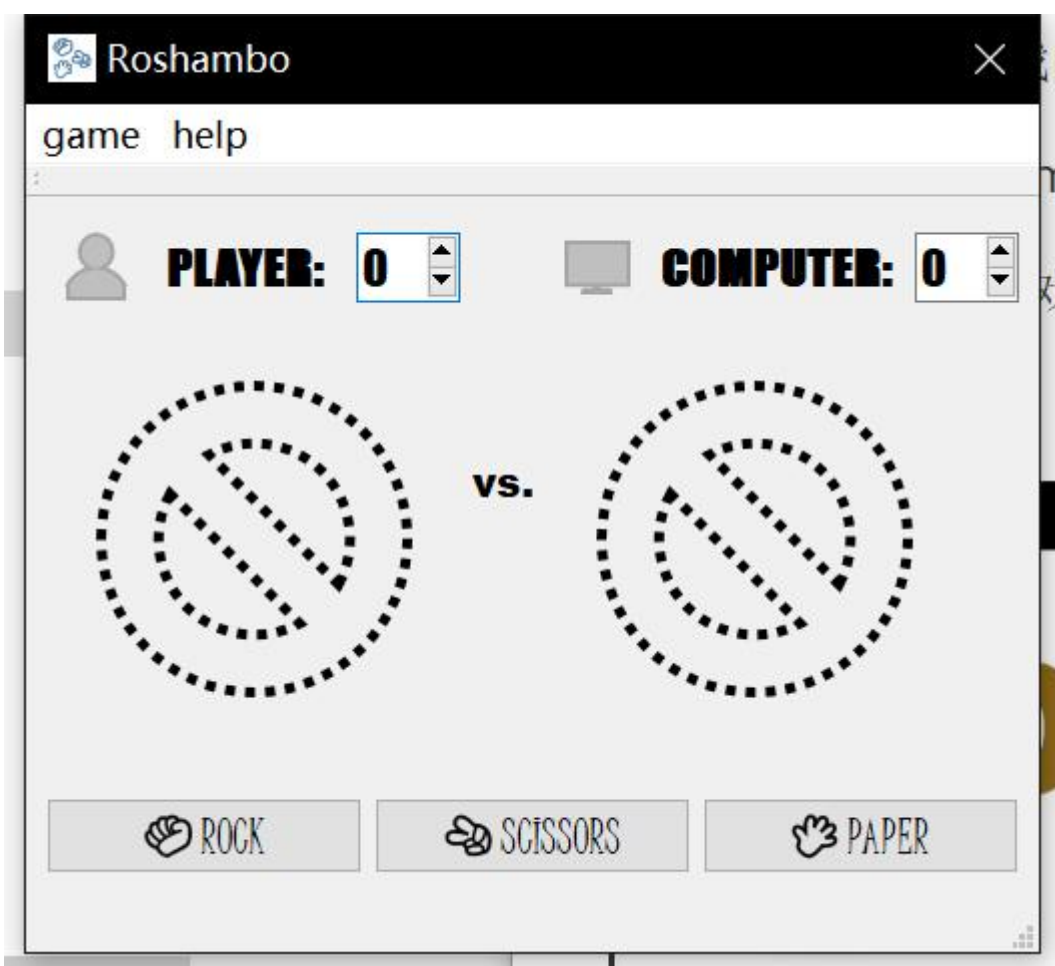 Roshambo
game help
PLAYER: 0 COMPUTER: 0
vs.
ROCK SCISSORS PAPER